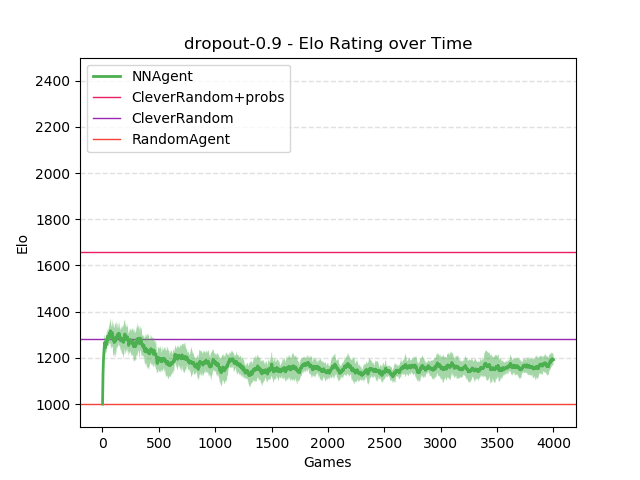 dropout-0.9 - Elo Rating over Time
NNAgent
CleverRandom+probs
CleverRandom
RandomAgent
Elo
2400
2200
2000
1800
1600
1400
1200
1000
0 500 1000 1500 2000 2500 3000 3500 4000
Games